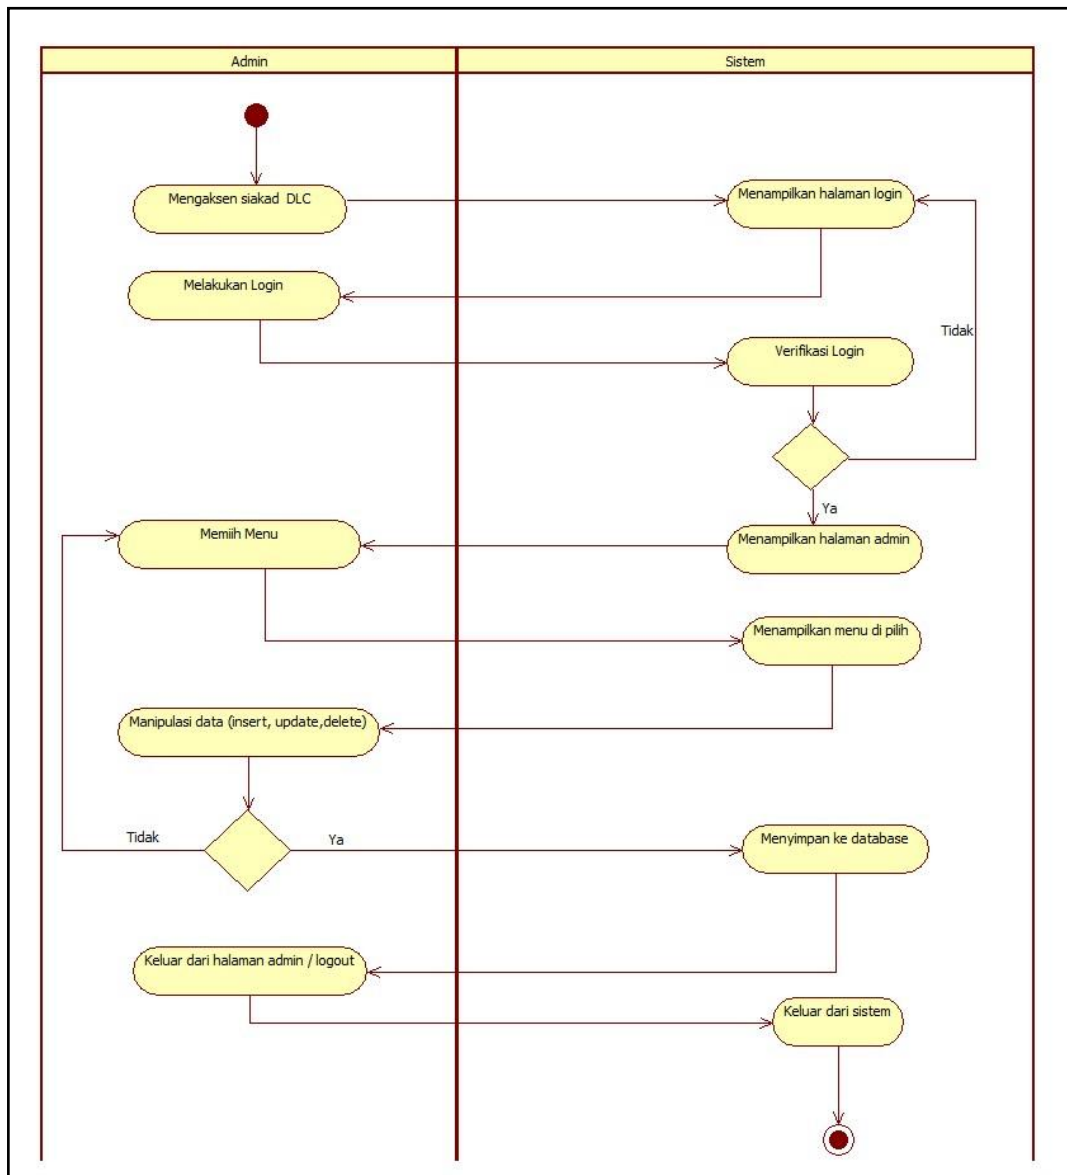 Admin
Sistem
Mengaksen siakad DLC
Menampilkan halaman login
Melakukan Login
Tidak
Verifikasi Login
Ya
Memiih Menu
Menampilkan halaman admin
Menampilkan menu di pilih
Manipulasi data (insert, update,delete)
Tidak
Ya
Menyimpan ke database
Keluar dari halaman admin / logout
Keluar dari sistem